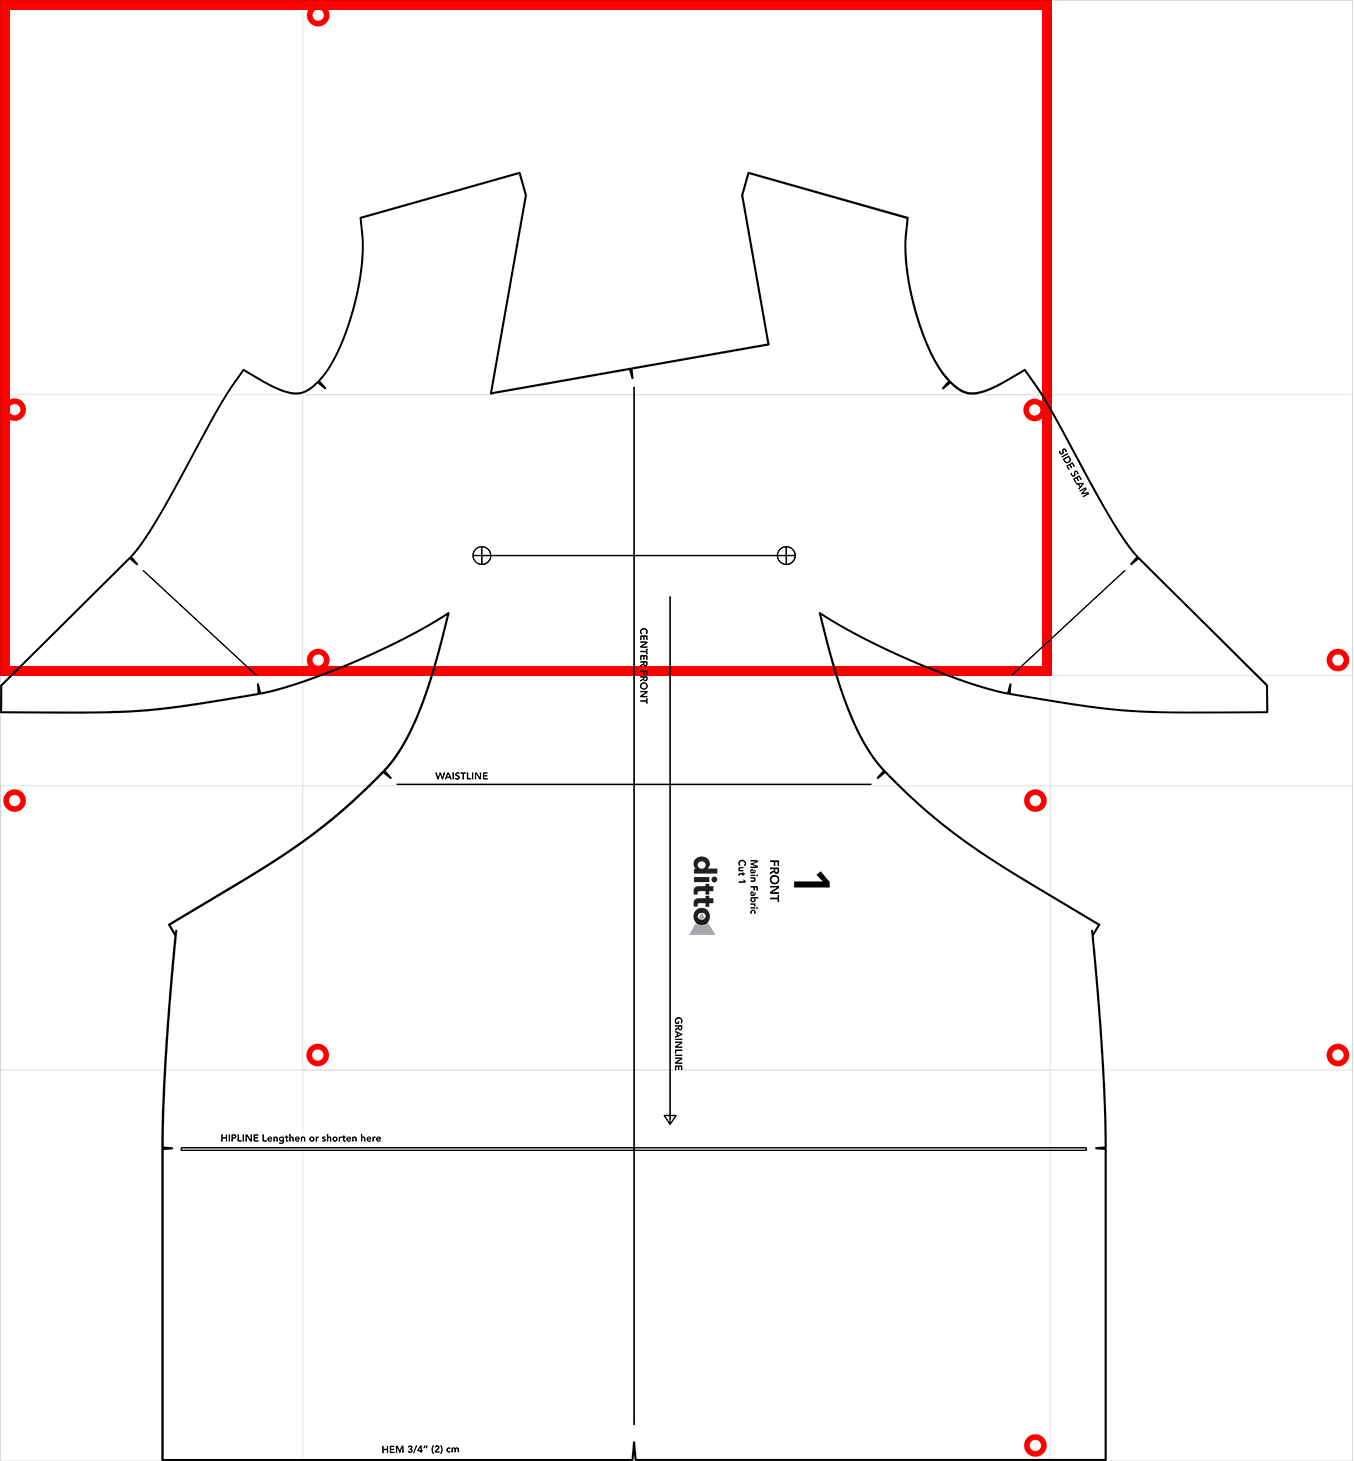 SIDE SEAM
CENTER FRONT
WAISTLINE
1
FRONT
Main Fabric
Cut 1
ditto
GRAINLINE
HIPLINE Lengthen or shorten here
HEM 3/4” (2) cm